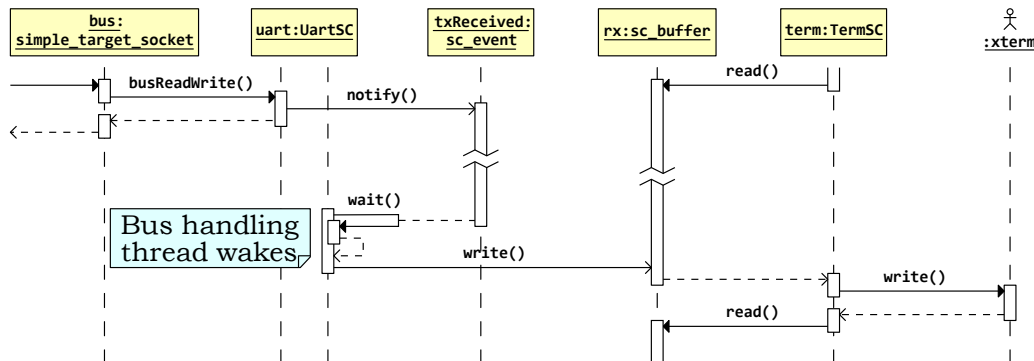 bus:
simple_target_socket
uart:UartSC
txReceived:
sc_event
rx:sc_buffer
term:TermSC
:xterm
read()
busReadWrite()
notify()
wait()
Bus handling
thread wakes
write()
write()
read()